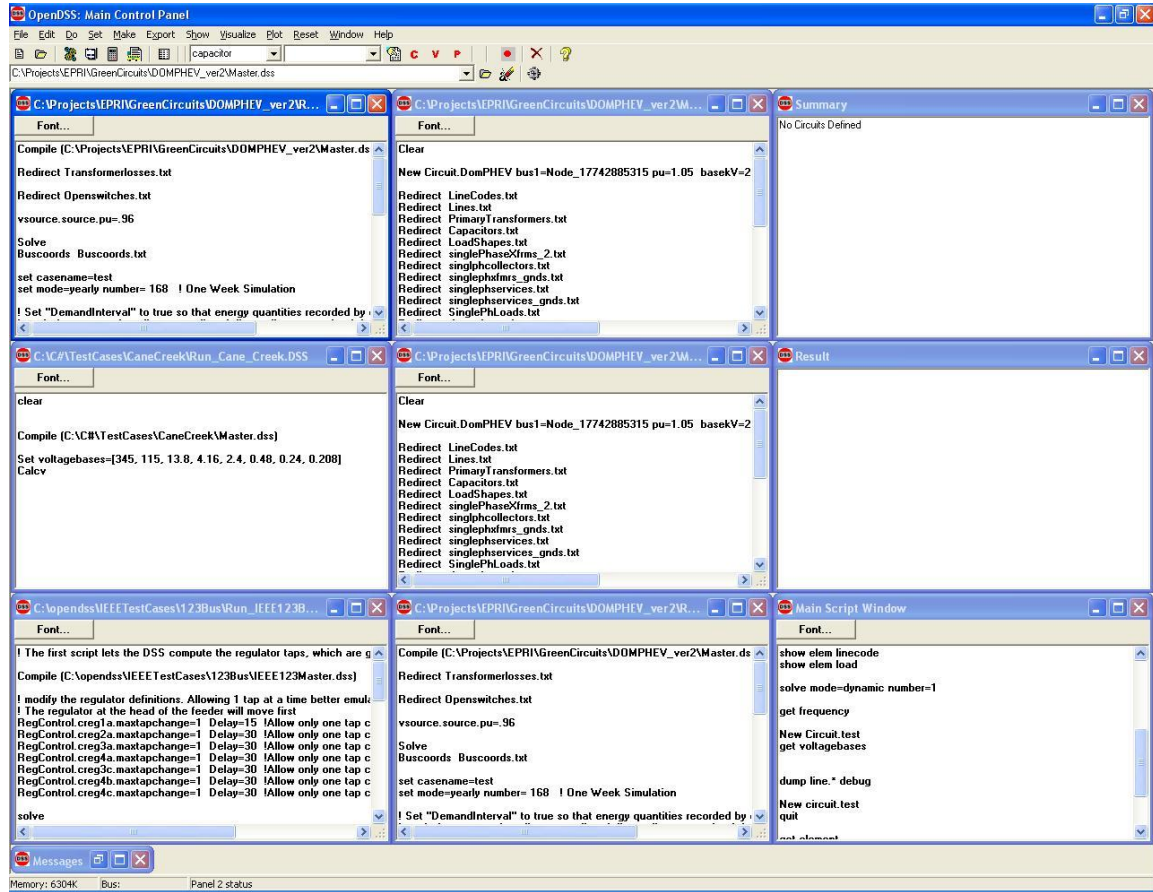 OpenDSS: Main Control Panel
File Edit Do Set Make Export Show Visualize Plot Reset Window Help
capacitor
C V P
C:\Projects\EPRI\GreenCircuits\DOMPHEV_ver2\Master.dss
C:\Projects\EPRI\GreenCircuits\DOMPHEV_ver2\R...
Font...
Compile (C:\Projects\EPRI\GreenCircuits\DOMPHEV_ver2\Master.ds
Redirect Transformerlosses.txt
Redirect Openswitches.txt
vsource.source.pu=.96
Solve
Buscoords Buscoords.txt
set casename=test
set mode=yearly number= 168 ! One Week Simulation
! Set "DemandInterval" to true so that energy quantities recorded by
C:\Projects\EPRI\GreenCircuits\DOMPHEV_ver2\M...
Font...
Clear
New Circuit.DomPHEV bus1=Node_17742885315 pu=1.05 basekV=2
Redirect LineCodes.txt
Redirect Lines.txt
Redirect PrimaryTransformers.txt
Redirect Capacitors.txt
Redirect LoadShapes.txt
Redirect singlePhaseXfrms_2.txt
Redirect singlphcollectors.txt
Redirect singlephxfmrs_gnds.txt
Redirect singlephservices.txt
Redirect singlephservices_gnds.txt
Redirect SinglePhLoads.txt
Summary
No Circuits Defined
C:\C#\TestCases\CaneCreek\Run_Cane_Creek.DSS
Font...
clear
Compile (C:\C#\TestCases\CaneCreek\Master.dss)
Set voltagebases=[345, 115, 13.8, 4.16, 2.4, 0.48, 0.24, 0.208]
Calcv
C:\Projects\EPRI\GreenCircuits\DOMPHEV_ver2\M...
Font...
Clear
New Circuit.DomPHEV bus1=Node_17742885315 pu=1.05 basekV=2
Redirect LineCodes.txt
Redirect Lines.txt
Redirect PrimaryTransformers.txt
Redirect Capacitors.txt
Redirect LoadShapes.txt
Redirect singlePhaseXfrms_2.txt
Redirect singlphcollectors.txt
Redirect singlephxfmrs_gnds.txt
Redirect singlephservices.txt
Redirect singlephservices_gnds.txt
Redirect SinglePhLoads.txt
Result
C:\opendss\IEEETestCases\123Bus\Run_IEEE123B...
Font...
! The first script lets the DSS compute the regulator taps, which are g
Compile (C:\opendss\IEEETestCases\123Bus\IEEE123Master.dss)
! modify the regulator definitions. Allowing 1 tap at a time better emula
! The regulator at the head of the feeder will move first
RegControl.creg1a.maxtapchange=1 Delay=15 !Allow only one tap c
RegControl.creg2a.maxtapchange=1 Delay=30 !Allow only one tap c
RegControl.creg3a.maxtapchange=1 Delay=30 !Allow only one tap c
RegControl.creg4a.maxtapchange=1 Delay=30 !Allow only one tap c
RegControl.creg3c.maxtapchange=1 Delay=30 !Allow only one tap c
RegControl.creg4b.maxtapchange=1 Delay=30 !Allow only one tap c
RegControl.creg4c.maxtapchange=1 Delay=30 !Allow only one tap c
solve
C:\Projects\EPRI\GreenCircuits\DOMPHEV_ver2\R...
Font...
Compile (C:\Projects\EPRI\GreenCircuits\DOMPHEV_ver2\Master.ds
Redirect Transformerlosses.txt
Redirect Openswitches.txt
vsource.source.pu=.96
Solve
Buscoords Buscoords.txt
set casename=test
set mode=yearly number= 168 ! One Week Simulation
! Set "DemandInterval" to true so that energy quantities recorded by
Main Script Window
Font...
show elem linecode
show elem load
solve mode=dynamic number=1
get frequency
New Circuit.test
get voltagebases
dump line.* debug
New circuit.test
quit
Messages
Memory: 6304K Bus: Panel 2 status